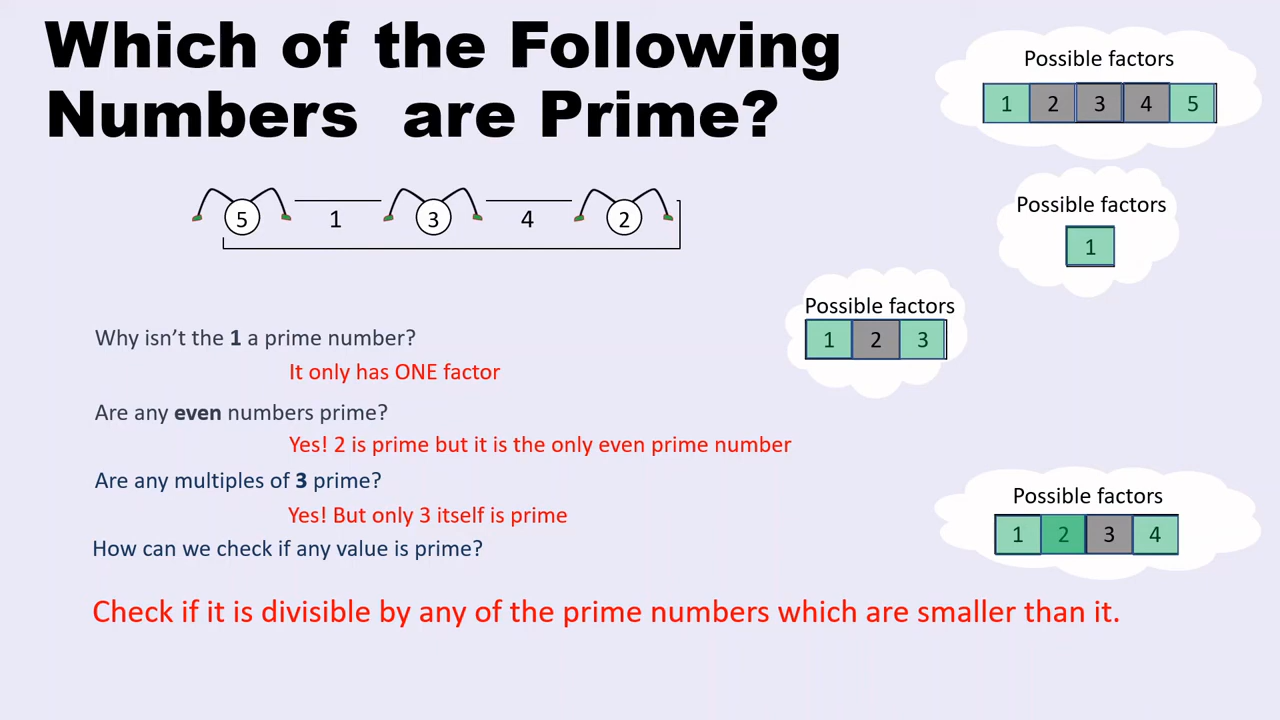 Which of the Following
Numbers are Prime?
Possible factors
1 2 3 4 5
5 1 3 4 2
Possible factors
1
Possible factors
1 2 3
Why isn’t the 1 a prime number?
It only has ONE factor
Are any even numbers prime?
Yes! 2 is prime but it is the only even prime number
Are any multiples of 3 prime?
Yes! But only 3 itself is prime
Possible factors
1 2 3 4
How can we check if any value is prime?
Check if it is divisible by any of the prime numbers which are smaller than it.